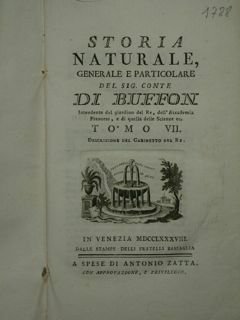 1788
STORIA
NATURALE,
GENERALE E PARTICOLARE
DEL SIG. CONTE
DI BUFFON
Intendente del giardino del Re, dell' Accademia
Francese, e di quella delle Scienze ec.
TOMO VII.
DESCRIZIONE DEL GABINETTO DEL RE.
IN VENEZIA MDCCLXXXVIII.
DALLE STAMPE DELLI FRATELLI BASSAGLIA
A SPESE DI ANTONIO ZATTA,
CON APPROVAZIONE, E PRIVILEGIO.